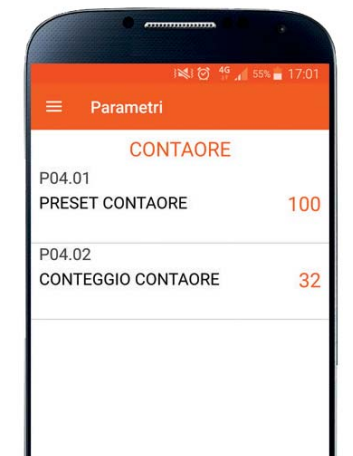 4G 55% 17:01
Parametri
CONTAORE
P04.01
PRESET CONTAORE 100
P04.02
CONTEGGIO CONTAORE 32